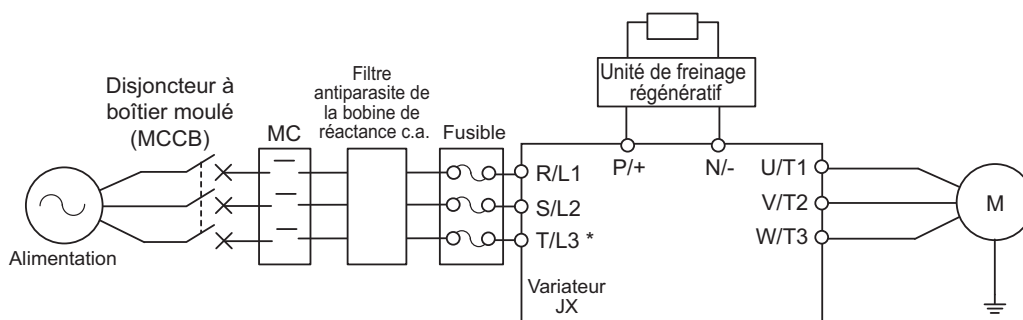 Disjoncteur à
boîtier moulé
(MCCB)
Filtre
antiparasite de
la bobine de
réactance c.a.
MC
Fusible
Unité de freinage
régénératif
P/+
N/-
R/L1
S/L2
T/L3 *
U/T1
V/T2
W/T3
M
Alimentation
Variateur
JX